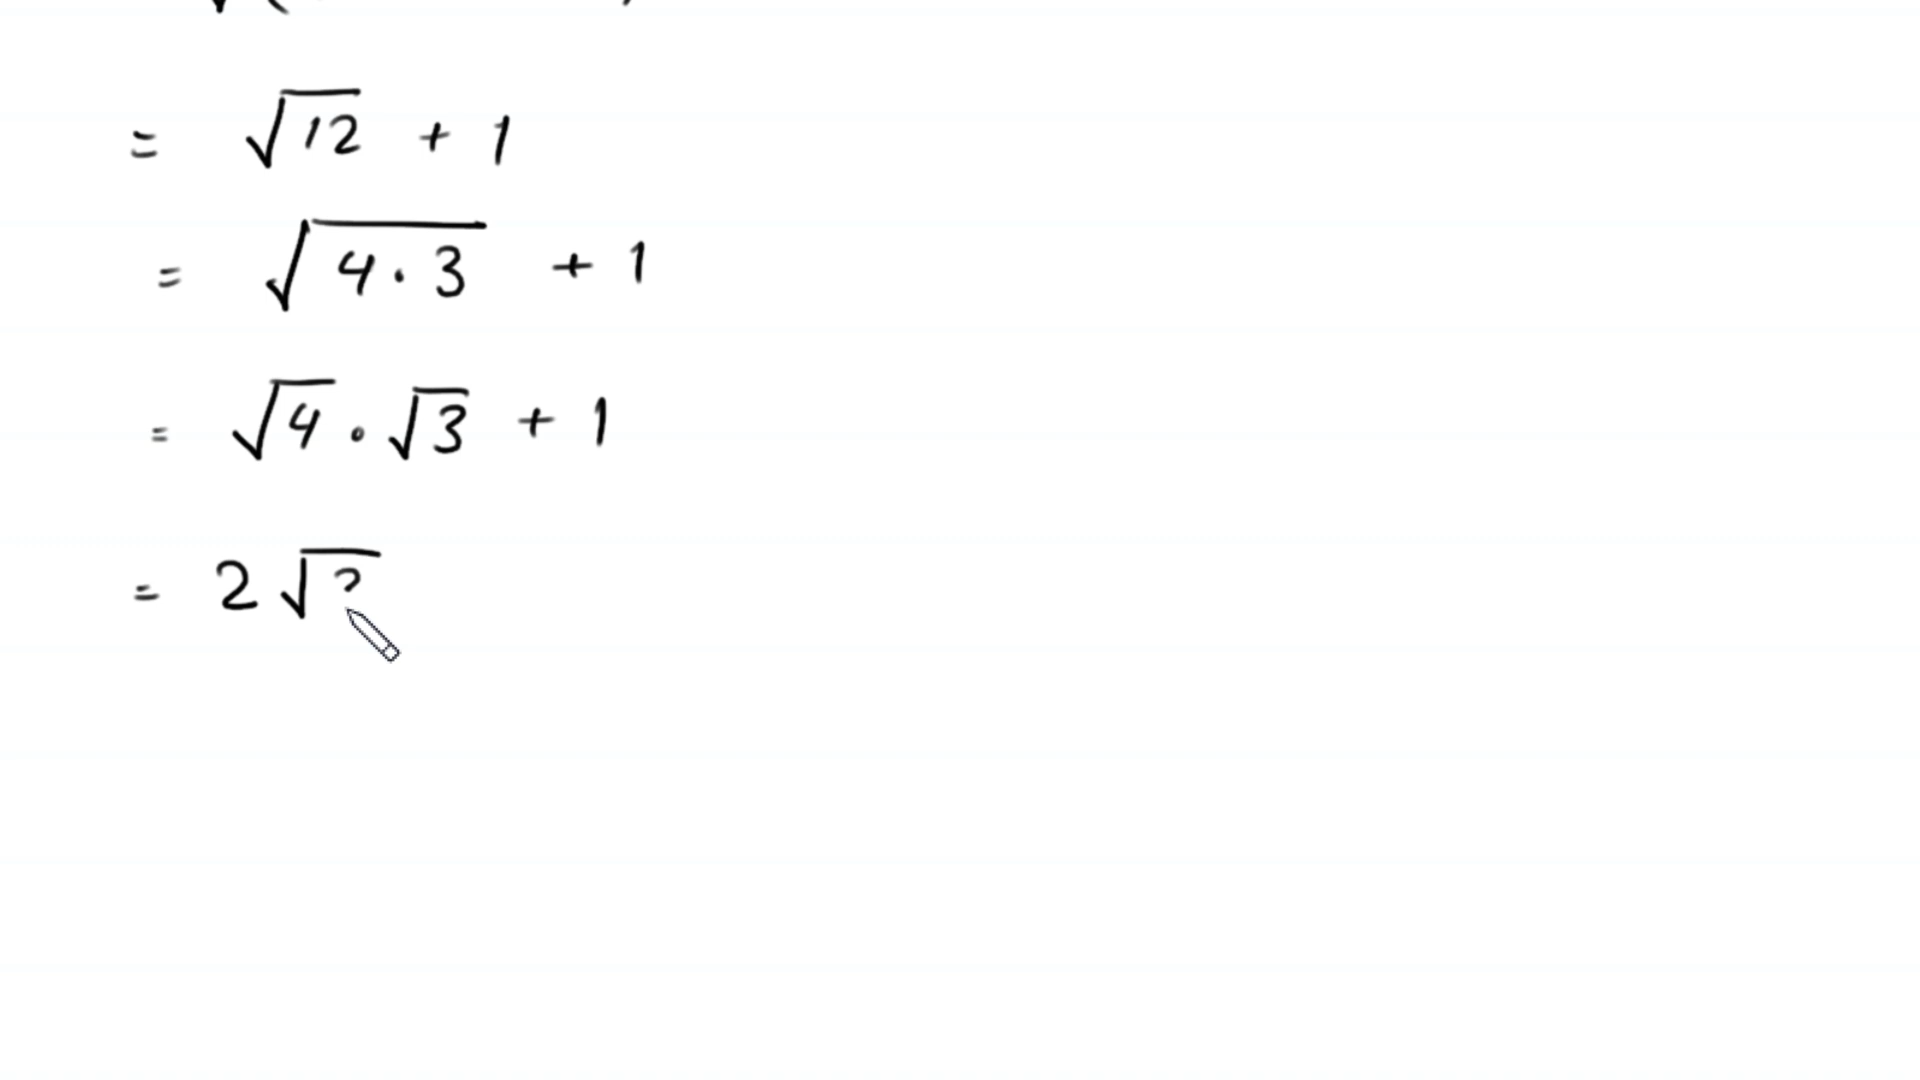 = √12 + 1
= √4·3 + 1
= √4 · √3 + 1
= 2√